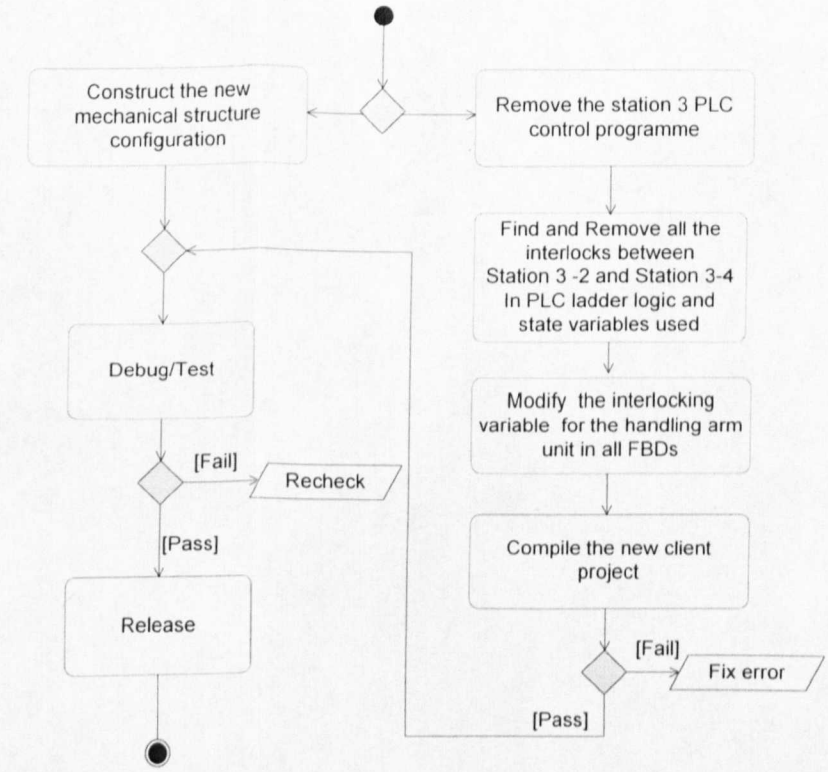 Construct the new
mechanical structure
configuration
Remove the station 3 PLC
control programme
Find and Remove all the
interlocks between
Station 3 -2 and Station 3-4
In PLC ladder logic and
state variables used
Debug/Test
Modify the interlocking
variable for the handling arm
unit in all FBDs
[Fail]
Recheck
[Pass]
Compile the new client
project
Release
[Fail]
Fix error
[Pass]